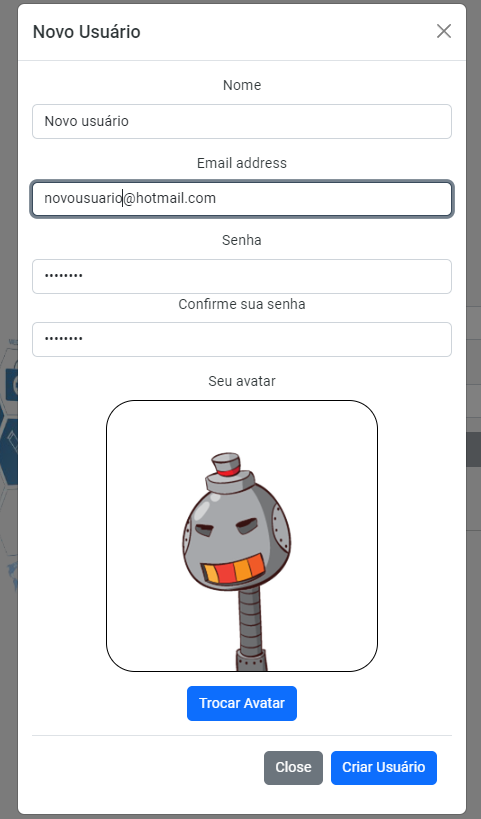 Novo Usuário
Nome
Novo usuário
Email address
novousuario@hotmail.com
Senha
••••••••
Confirme sua senha
••••••••
Seu avatar
Trocar Avatar
Close
Criar Usuário